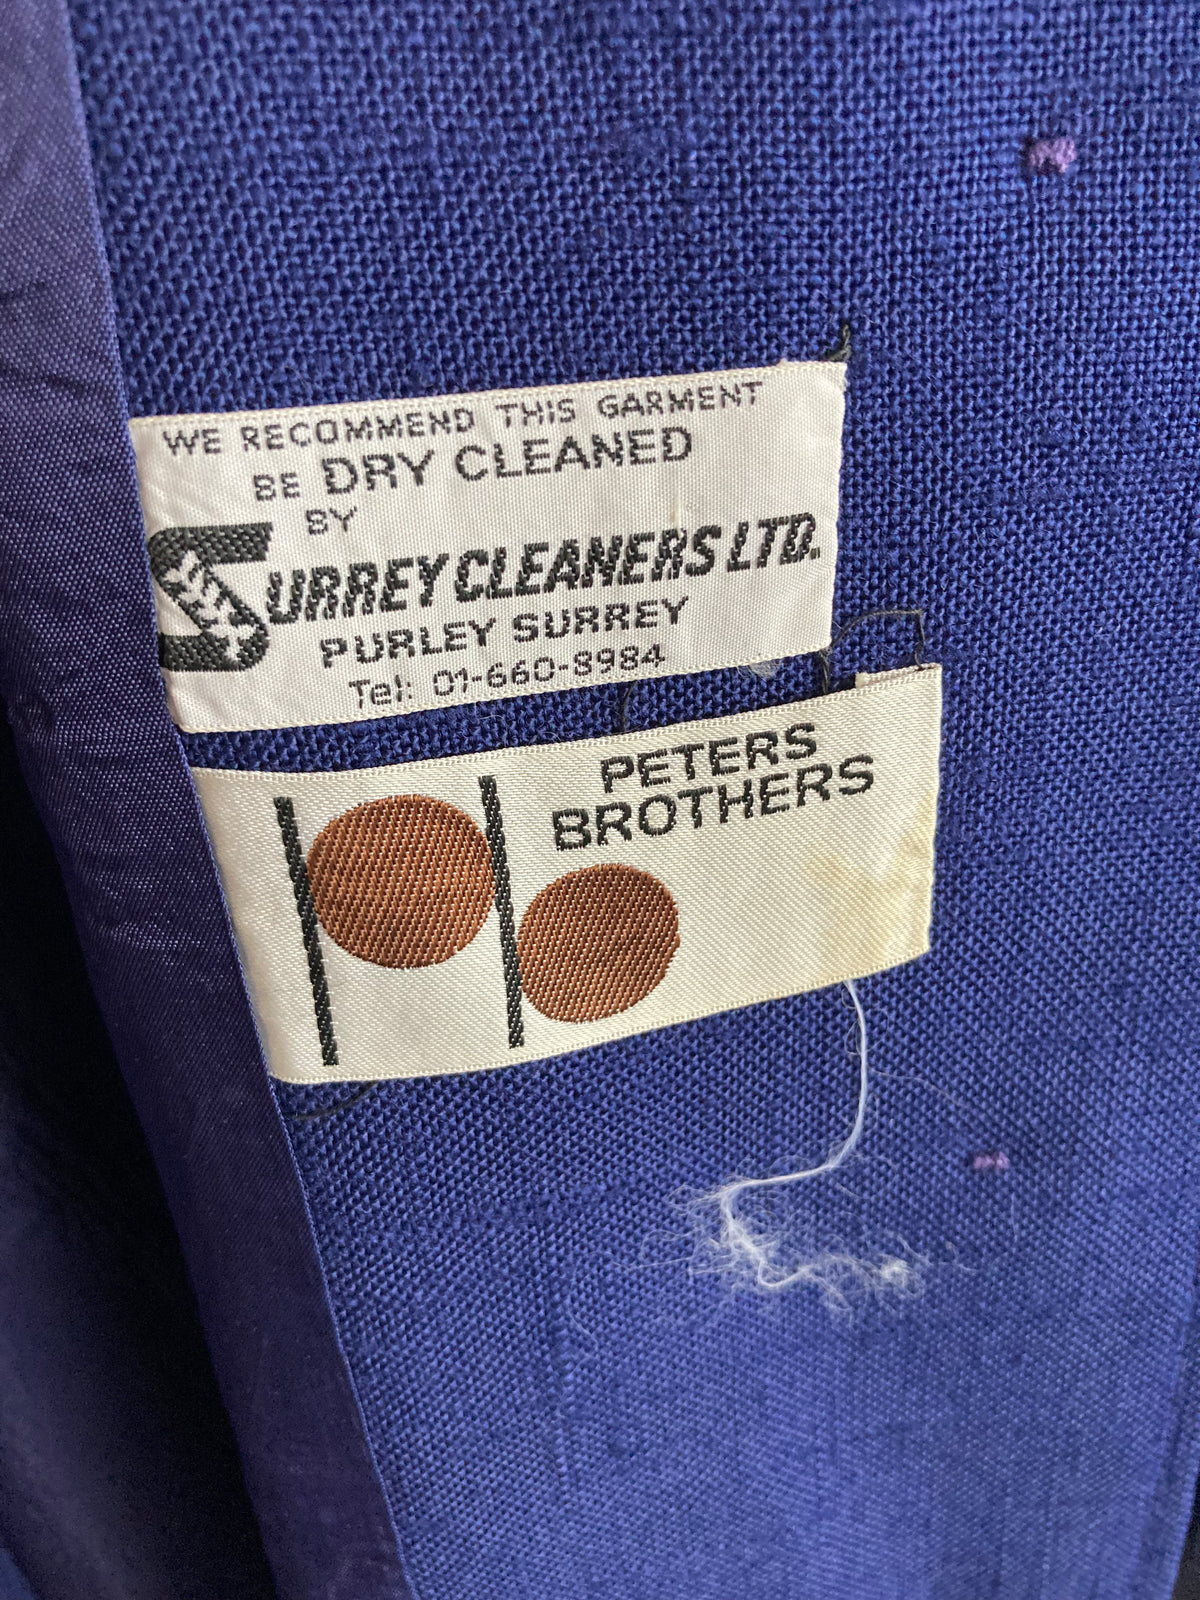 WE RECOMMEND THIS GARMENT
BE DRY CLEANED
BY
SURREY CLEANERS LTD.
PURLEY SURREY
Tel: 01-660-8984
PETERS
BROTHERS